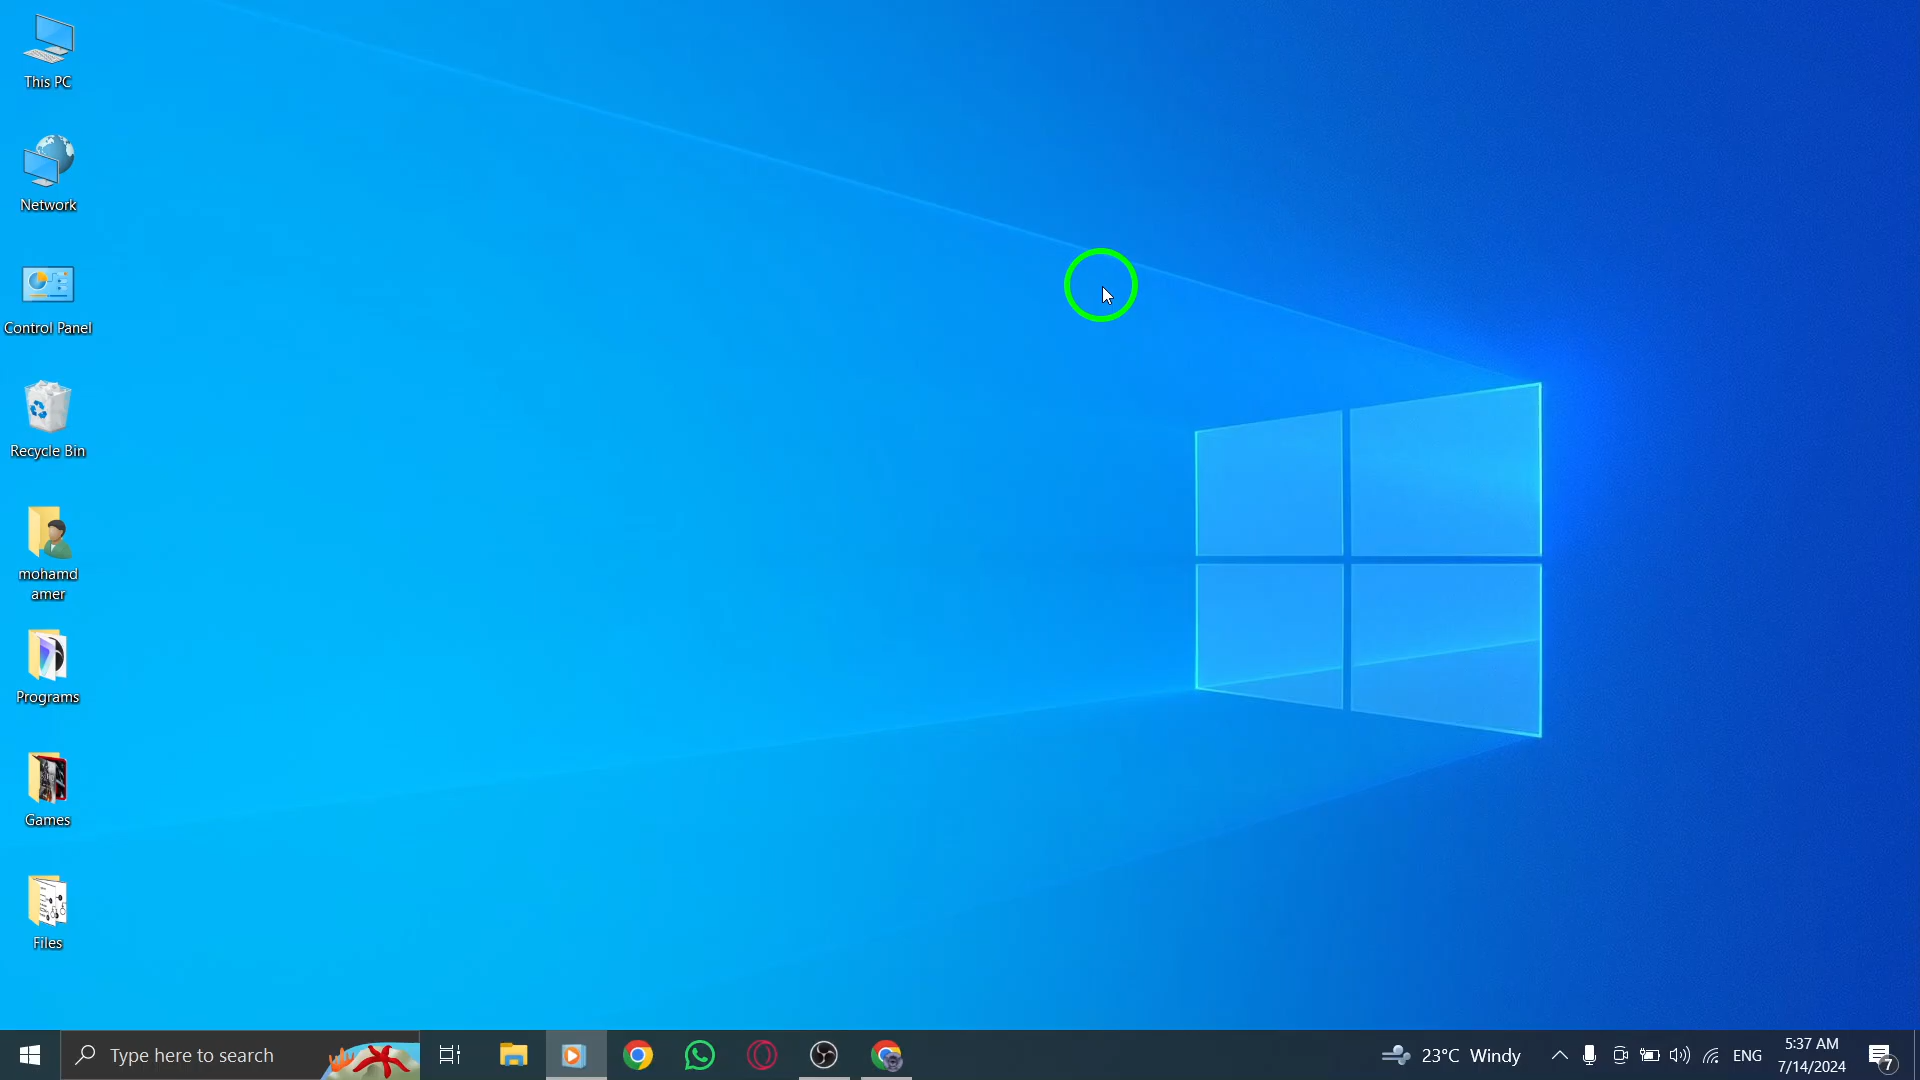 This PC
Network
Control Panel
Recycle Bin
mohamd
amer
Programs
Games
Files
Type here to search
23°C Windy
ENG
5:37 AM
7/14/2024
7